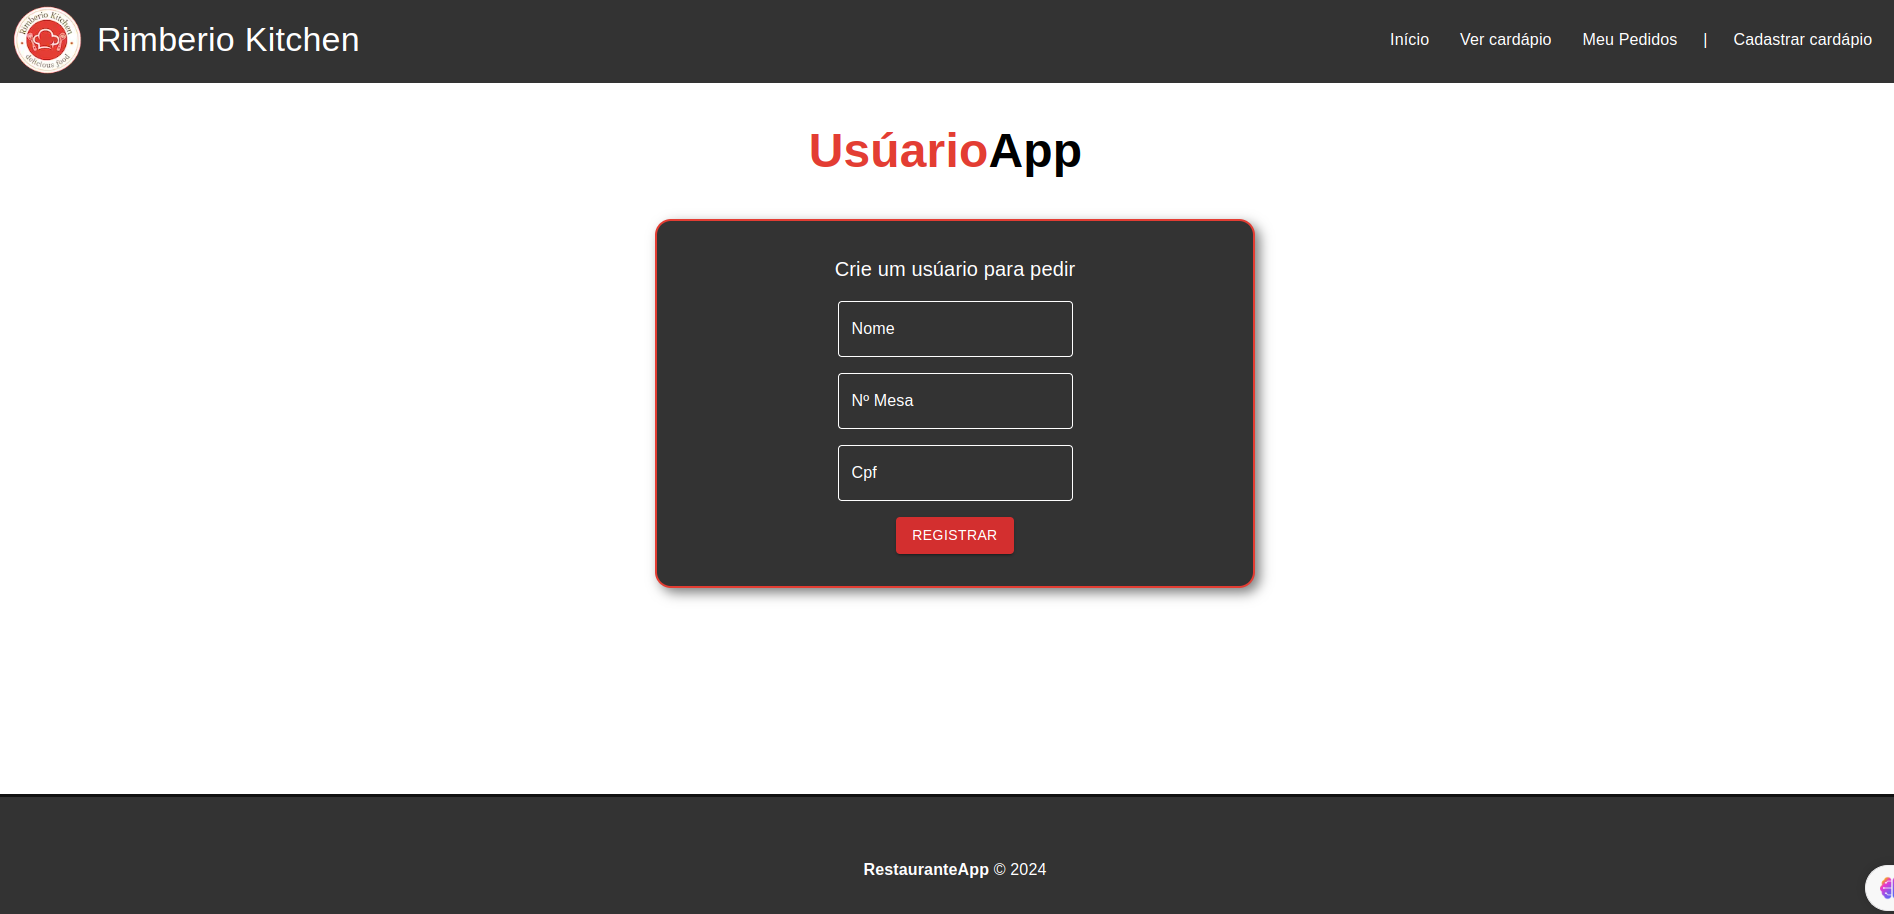 Rimberio Kitchen
delicious food
Rimberio Kitchen
Início Ver cardápio Meu Pedidos | Cadastrar cardápio
UsúarioApp
Crie um usúario para pedir
Nome
Nº Mesa
Cpf
REGISTRAR
RestauranteApp © 2024